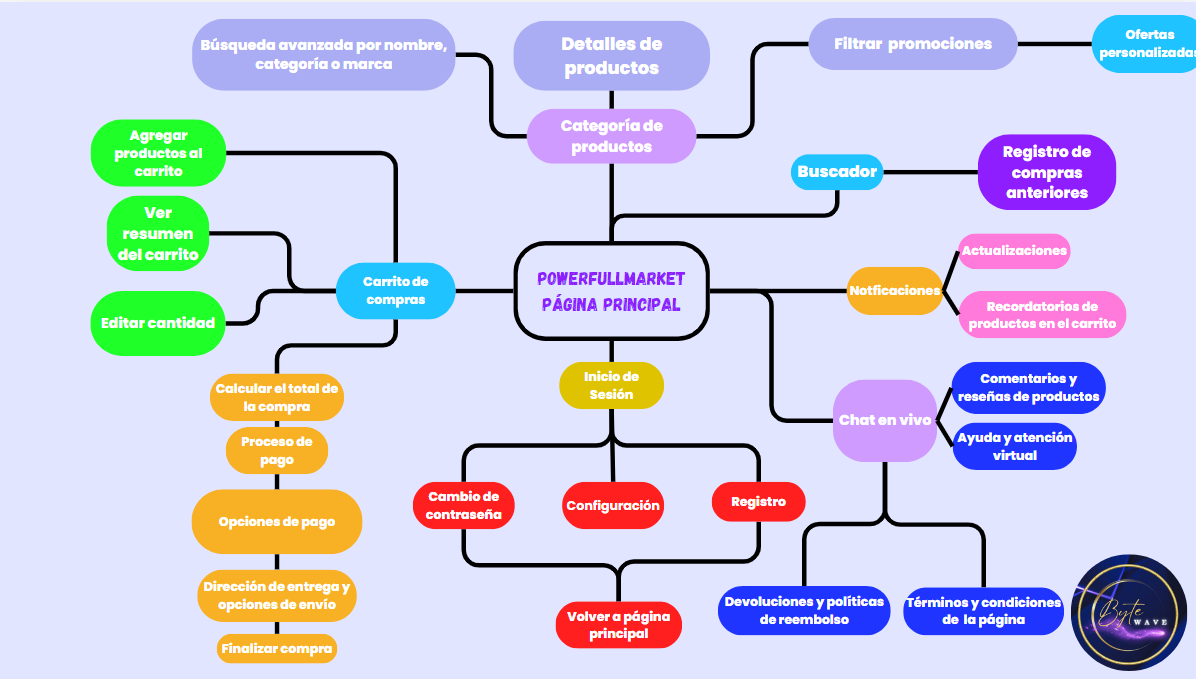 Búsqueda avanzada por nombre,
categoría o marca
Detalles de
productos
Filtrar promociones
Ofertas
personalizadas
Categoría de
productos
Agregar
productos al
carrito
Buscador
Registro de
compras
anteriores
Ver
resumen
del carrito
Carrito de
compras
POWERFULLMARKET
PÁGINA PRINCIPAL
Notficaciones
Actualizaciones
Recordatorios de
productos en el carrito
Editar cantidad
Inicio de
Sesión
Calcular el total de
la compra
Proceso de
pago
Opciones de pago
Dirección de entrega y
opciones de envío
Finalizar compra
Cambio de
contraseña
Configuración
Registro
Volver a página
principal
Chat en vivo
Comentarios y
reseñas de productos
Ayuda y atención
virtual
Devoluciones y políticas
de reembolso
Términos y condiciones
de la página
Byte
WAVE